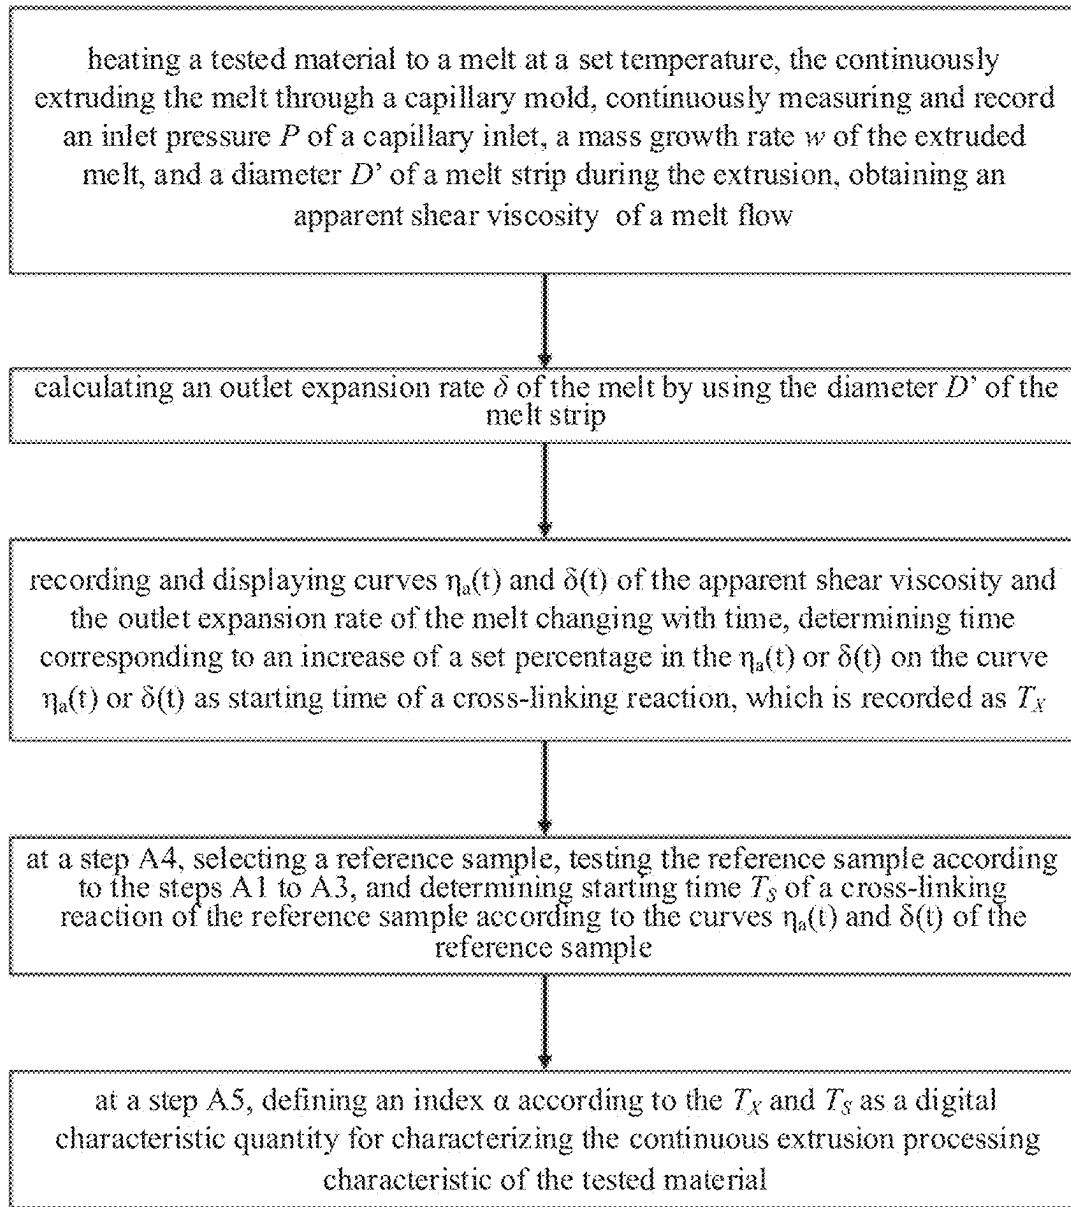 heating a tested material to a melt at a set temperature, the continuously
extruding the melt through a capillary mold, continuously measuring and record
an inlet pressure P of a capillary inlet, a mass growth rate w of the extruded
melt, and a diameter D’ of a melt strip during the extrusion, obtaining an
apparent shear viscosity of a melt flow
calculating an outlet expansion rate δ of the melt by using the diameter D’ of the
melt strip
recording and displaying curves ηₐ(t) and δ(t) of the apparent shear viscosity and
the outlet expansion rate of the melt changing with time, determining time
corresponding to an increase of a set percentage in the ηₐ(t) or δ(t) on the curve
ηₐ(t) or δ(t) as starting time of a cross-linking reaction, which is recorded as T_X
at a step A4, selecting a reference sample, testing the reference sample according
to the steps A1 to A3, and determining starting time T_S of a cross-linking
reaction of the reference sample according to the curves ηₐ(t) and δ(t) of the
reference sample
at a step A5, defining an index α according to the T_X and T_S as a digital
characteristic quantity for characterizing the continuous extrusion processing
characteristic of the tested material